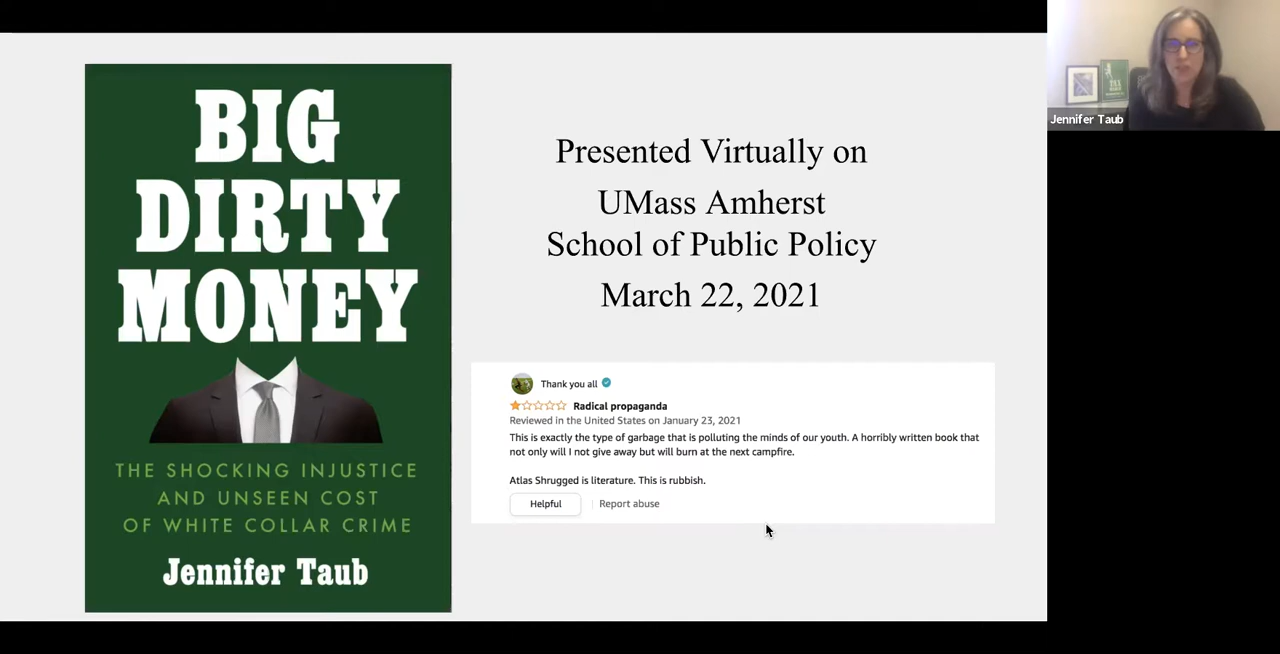 BIG
DIRTY
MONEY
THE SHOCKING INJUSTICE
AND UNSEEN COST
OF WHITE COLLAR CRIME
Jennifer Taub
Presented Virtually on
UMass Amherst
School of Public Policy
March 22, 2021
Thank you all
Radical propaganda
Reviewed in the United States on January 23, 2021
This is exactly the type of garbage that is polluting the minds of our youth. A horribly written book that
not only will I not give away but will burn at the next campfire.
Atlas Shrugged is literature. This is rubbish.
Helpful
Report abuse
Jennifer Taub